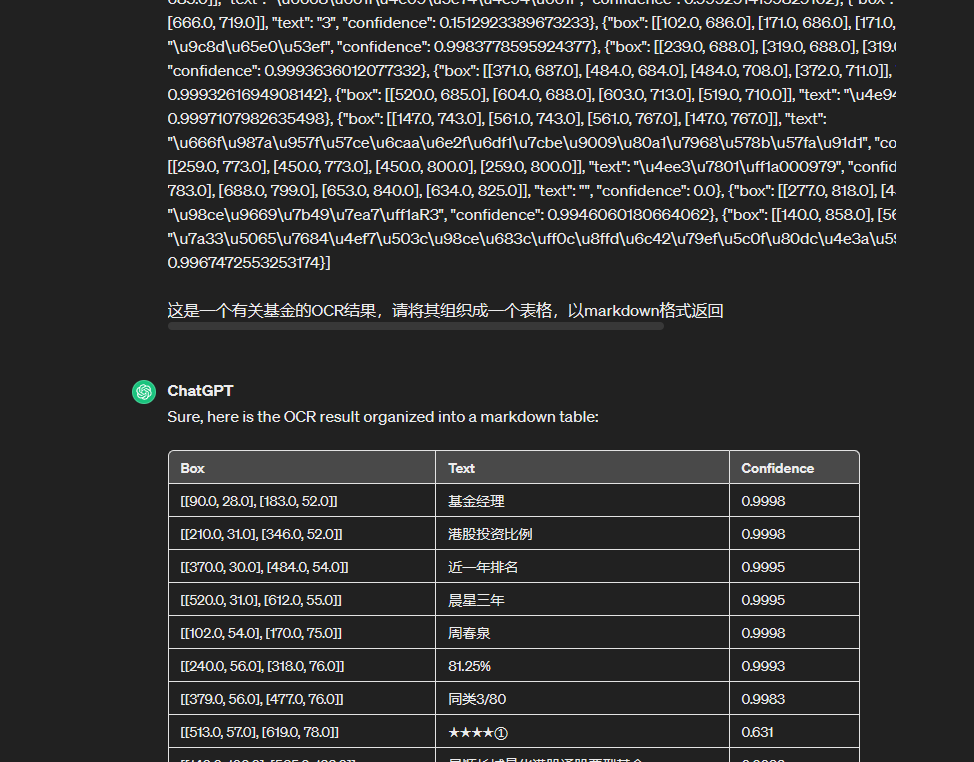 [666.0, 719.0]], "text": "3", "confidence": 0.1512923389673233}, {"box": [[102.0, 686.0], [171.0, 686.0], [171.0,
"\u9c8d\u65e0\u53ef", "confidence": 0.9983778595924377}, {"box": [[239.0, 688.0], [319.0, 688.0], [319.
"confidence": 0.9993636012077332}, {"box": [[371.0, 687.0], [484.0, 684.0], [484.0, 708.0], [372.0, 711.0]],
0.9993261694908142}, {"box": [[520.0, 685.0], [604.0, 688.0], [603.0, 713.0], [519.0, 710.0]], "text": "\u4e94
0.9997107982635498}, {"box": [[147.0, 743.0], [561.0, 743.0], [561.0, 767.0], [147.0, 767.0]], "text":
"\u666f\u987a\u957f\u57ce\u6caa\u6e2f\u6df1\u7cbe\u9009\u80a1\u7968\u578b\u57fa\u91d1", "co
[[259.0, 773.0], [450.0, 773.0], [450.0, 800.0], [259.0, 800.0]], "text": "\u4ee3\u7801\uff1a000979", "confid
783.0], [688.0, 799.0], [653.0, 840.0], [634.0, 825.0]], "text": "", "confidence": 0.0}, {"box": [[277.0, 818.0], [4
"\u98ce\u9669\u7b49\u7ea7\uff1aR3", "confidence": 0.9946060180664062}, {"box": [[140.0, 858.0], [56
"\u7a33\u5065\u7684\u4ef7\u503c\u98ce\u683c\uff0c\u8ffd\u6c42\u79ef\u5c0f\u80dc\u4e3a\u59
0.9967472553253174}]
这是一个有关基金的OCR结果，请将其组织成一个表格，以markdown格式返回
ChatGPT
Sure, here is the OCR result organized into a markdown table:
Box Text Confidence
[[90.0, 28.0], [183.0, 52.0]] 基金经理 0.9998
[[210.0, 31.0], [346.0, 52.0]] 港股投资比例 0.9998
[[370.0, 30.0], [484.0, 54.0]] 近一年排名 0.9995
[[520.0, 31.0], [612.0, 55.0]] 晨星三年 0.9995
[[102.0, 54.0], [170.0, 75.0]] 周春泉 0.9998
[[240.0, 56.0], [318.0, 76.0]] 81.25% 0.9993
[[379.0, 56.0], [477.0, 76.0]] 同类3/80 0.9983
[[513.0, 57.0], [619.0, 78.0]] ★★★★① 0.631